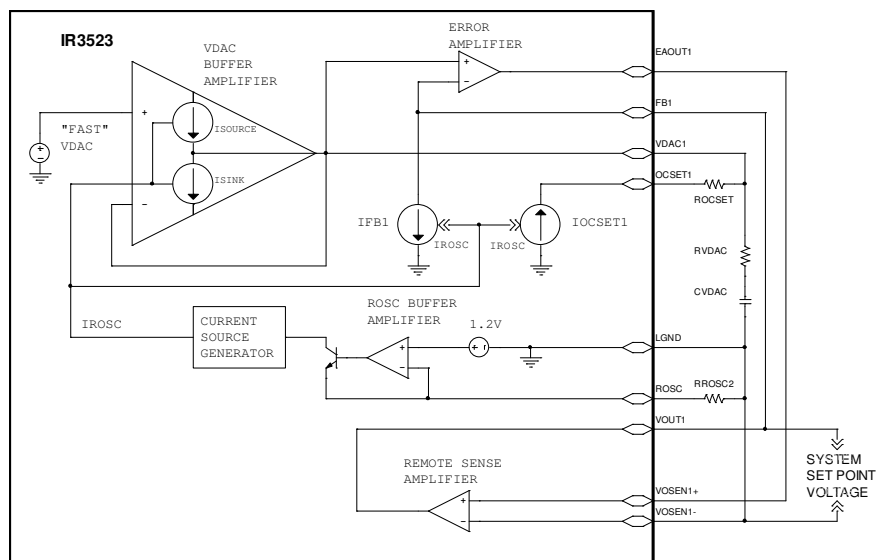 IR3523
VDAC
BUFFER
AMPLIFIER
ERROR
AMPLIFIER
EAOUT1
+
-
"FAST"
VDAC
+
ISOURCE
FB1
VDAC1
ISINK
OCSET1
-
ROCSET
IFB1
IOCSET1
IROSC
IROSC
RVDAC
CVDAC
ROSC BUFFER
AMPLIFIER
IROSC
CURRENT
SOURCE
GENERATOR
1.2V
LGND
+
-
ROSC
RROSC2
VOUT1
REMOTE SENSE
AMPLIFIER
SYSTEM
SET POINT
VOLTAGE
VOSEN1+
+
-
VOSEN1-